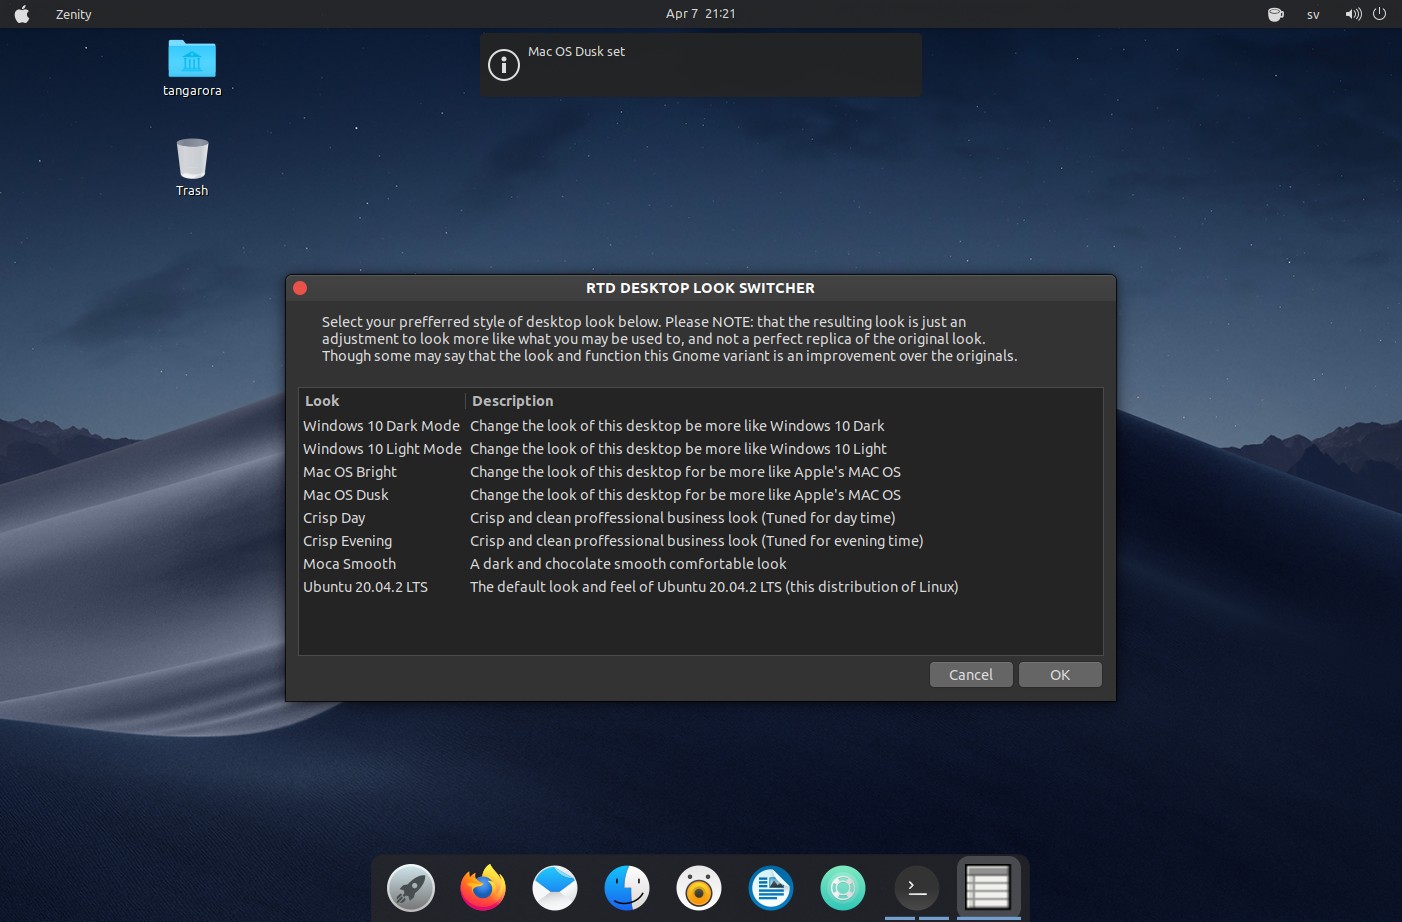 Zenity
Apr 7 21:21
sv
Mac OS Dusk set
tangarora
Trash
RTD DESKTOP LOOK SWITCHER
Select your prefferred style of desktop look below. Please NOTE: that the resulting look is just an
adjustment to look more like what you may be used to, and not a perfect replica of the original look.
Though some may say that the look and function this Gnome variant is an improvement over the originals.
Look Description
Windows 10 Dark Mode Change the look of this desktop be more like Windows 10 Dark
Windows 10 Light Mode Change the look of this desktop be more like Windows 10 Light
Mac OS Bright Change the look of this desktop for be more like Apple's MAC OS
Mac OS Dusk Change the look of this desktop for be more like Apple's MAC OS
Crisp Day Crisp and clean proffessional business look (Tuned for day time)
Crisp Evening Crisp and clean proffessional business look (Tuned for evening time)
Moca Smooth A dark and chocolate smooth comfortable look
Ubuntu 20.04.2 LTS The default look and feel of Ubuntu 20.04.2 LTS (this distribution of Linux)
Cancel OK